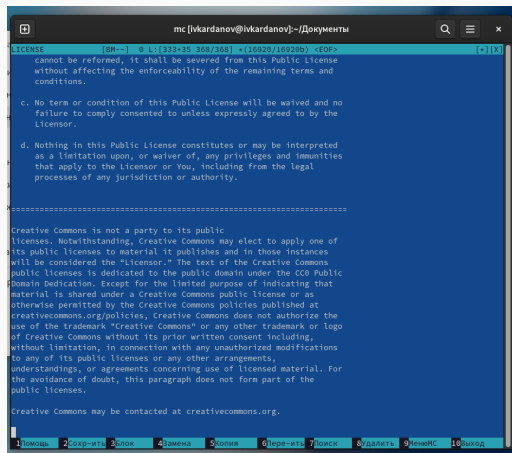 mc [ivkardanov@ivkardanov]:~/Документы
LICENSE [BM--] 0 L:[333+35 368/368] *(16920/16920b) <EOF> [*][X]
cannot be reformed, it shall be severed from this Public License
without affecting the enforceability of the remaining terms and
conditions.
c. No term or condition of this Public License will be waived and no
failure to comply consented to unless expressly agreed to by the
Licensor.
d. Nothing in this Public License constitutes or may be interpreted
as a limitation upon, or waiver of, any privileges and immunities
that apply to the Licensor or You, including from the legal
processes of any jurisdiction or authority.
=======================================================================
Creative Commons is not a party to its public
licenses. Notwithstanding, Creative Commons may elect to apply one of
its public licenses to material it publishes and in those instances
will be considered the “Licensor.” The text of the Creative Commons
public licenses is dedicated to the public domain under the CC0 Public
Domain Dedication. Except for the limited purpose of indicating that
material is shared under a Creative Commons public license or as
otherwise permitted by the Creative Commons policies published at
creativecommons.org/policies, Creative Commons does not authorize the
use of the trademark "Creative Commons" or any other trademark or logo
of Creative Commons without its prior written consent including,
without limitation, in connection with any unauthorized modifications
to any of its public licenses or any other arrangements,
understandings, or agreements concerning use of licensed material. For
the avoidance of doubt, this paragraph does not form part of the
public licenses.
Creative Commons may be contacted at creativecommons.org.
1Помощь 2Сохр~ить 3Блок 4Замена 5Копия 6Пере~ить 7Поиск 8Удалить 9МенюМС 10Выход